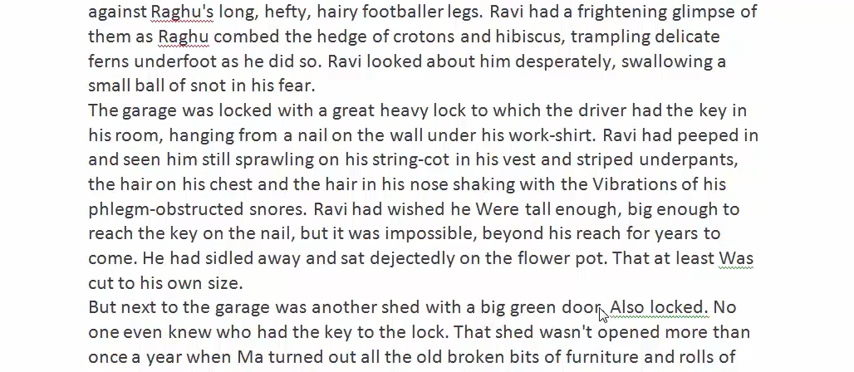 against Raghu's long, hefty, hairy footballer legs. Ravi had a frightening glimpse of
them as Raghu combed the hedge of crotons and hibiscus, trampling delicate
ferns underfoot as he did so. Ravi looked about him desperately, swallowing a
small ball of snot in his fear.
The garage was locked with a great heavy lock to which the driver had the key in
his room, hanging from a nail on the wall under his work-shirt. Ravi had peeped in
and seen him still sprawling on his string-cot in his vest and striped underpants,
the hair on his chest and the hair in his nose shaking with the Vibrations of his
phlegm-obstructed snores. Ravi had wished he Were tall enough, big enough to
reach the key on the nail, but it was impossible, beyond his reach for years to
come. He had sidled away and sat dejectedly on the flower pot. That at least Was
cut to his own size.
But next to the garage was another shed with a big green door. Also locked. No
one even knew who had the key to the lock. That shed wasn't opened more than
once a year when Ma turned out all the old broken bits of furniture and rolls of